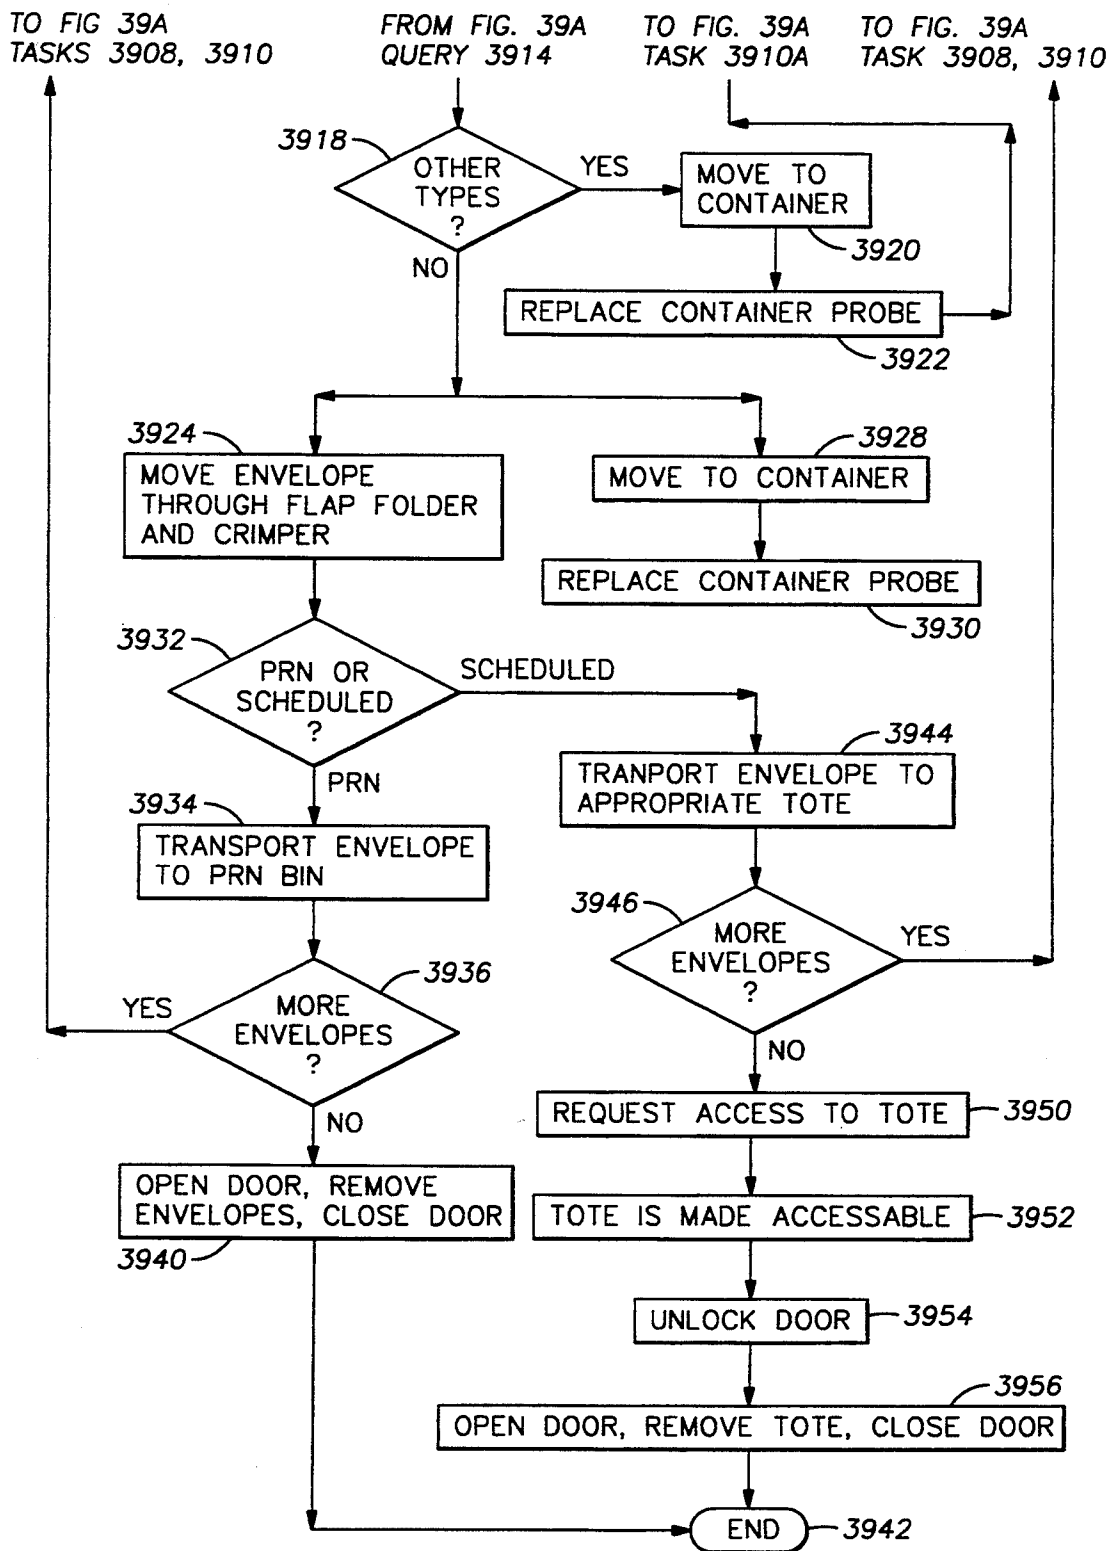 TO FIG 39A
TASKS 3908, 3910
FROM FIG. 39A
QUERY 3914
TO FIG. 39A
TASK 3910A
TO FIG. 39A
TASK 3908, 3910
3918
OTHER
TYPES
?
YES
NO
MOVE TO
CONTAINER
3920
REPLACE CONTAINER PROBE
3922
3924
MOVE ENVELOPE
THROUGH FLAP FOLDER
AND CRIMPER
3928
MOVE TO CONTAINER
REPLACE CONTAINER PROBE
3930
3932
PRN OR
SCHEDULED
?
SCHEDULED
PRN
3934
TRANSPORT ENVELOPE
TO PRN BIN
3944
TRANPORT ENVELOPE TO
APPROPRIATE TOTE
3936
MORE
ENVELOPES
?
YES
NO
3946
MORE
ENVELOPES
?
YES
NO
OPEN DOOR, REMOVE
ENVELOPES, CLOSE DOOR
3940
REQUEST ACCESS TO TOTE
3950
TOTE IS MADE ACCESSABLE
3952
UNLOCK DOOR
3954
3956
OPEN DOOR, REMOVE TOTE, CLOSE DOOR
END
3942